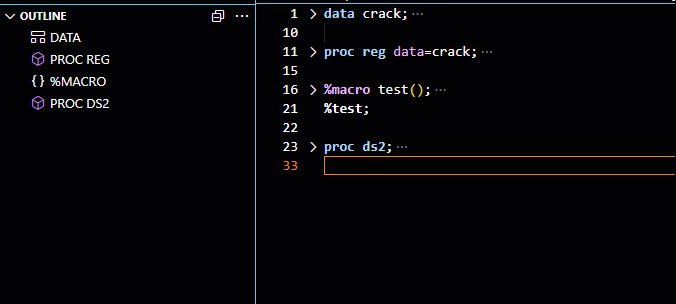 OUTLINE
DATA
PROC REG
{} %MACRO
PROC DS2
1 data crack; ···
10
11 proc reg data=crack; ···
15
16 %macro test(); ···
21 %test;
22
23 proc ds2; ···
33